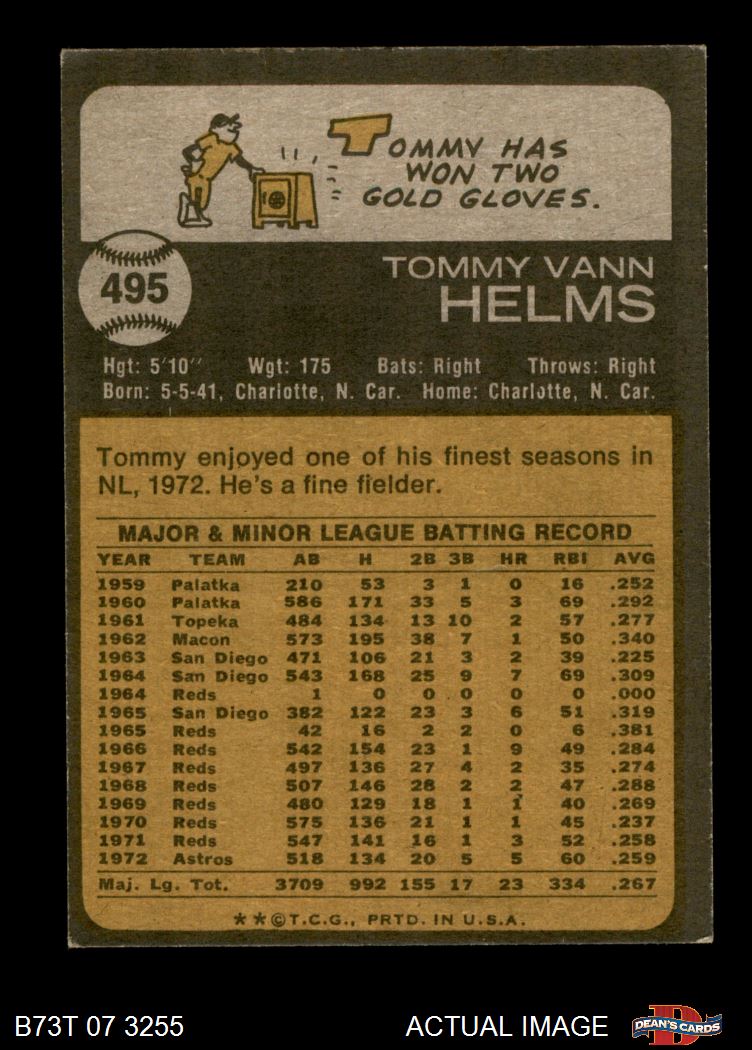 TOMMY HAS
WON TWO
GOLD GLOVES.
495
TOMMY VANN
HELMS
Hgt: 5'10" Wgt: 175 Bats: Right Throws: Right
Born: 5-5-41, Charlotte, N. Car. Home: Charlotte, N. Car.
Tommy enjoyed one of his finest seasons in
NL, 1972. He's a fine fielder.
MAJOR & MINOR LEAGUE BATTING RECORD
YEAR TEAM AB H 2B 3B HR RBI AVG
1959 Palatka 210 53 3 1 0 16 .252
1960 Palatka 586 171 33 5 3 69 .292
1961 Topeka 484 134 13 10 2 57 .277
1962 Macon 573 195 38 7 1 50 .340
1963 San Diego 471 106 21 3 2 39 .225
1964 San Diego 543 168 25 9 7 69 .309
1964 Reds 1 0 0 0 0 0 .000
1965 San Diego 382 122 23 3 6 51 .319
1965 Reds 42 16 2 2 0 6 .381
1966 Reds 542 154 23 1 9 49 .284
1967 Reds 497 136 27 4 2 35 .274
1968 Reds 507 146 28 2 2 47 .288
1969 Reds 480 129 18 1 1 40 .269
1970 Reds 575 136 21 1 1 45 .237
1971 Reds 547 141 16 1 3 52 .258
1972 Astros 518 134 20 5 5 60 .259
Maj. Lg. Tot. 3709 992 155 17 23 334 .267
**©T.C.G., PRTD. IN U.S.A.
B73T 07 3255 ACTUAL IMAGE D DEAN'S CARDS